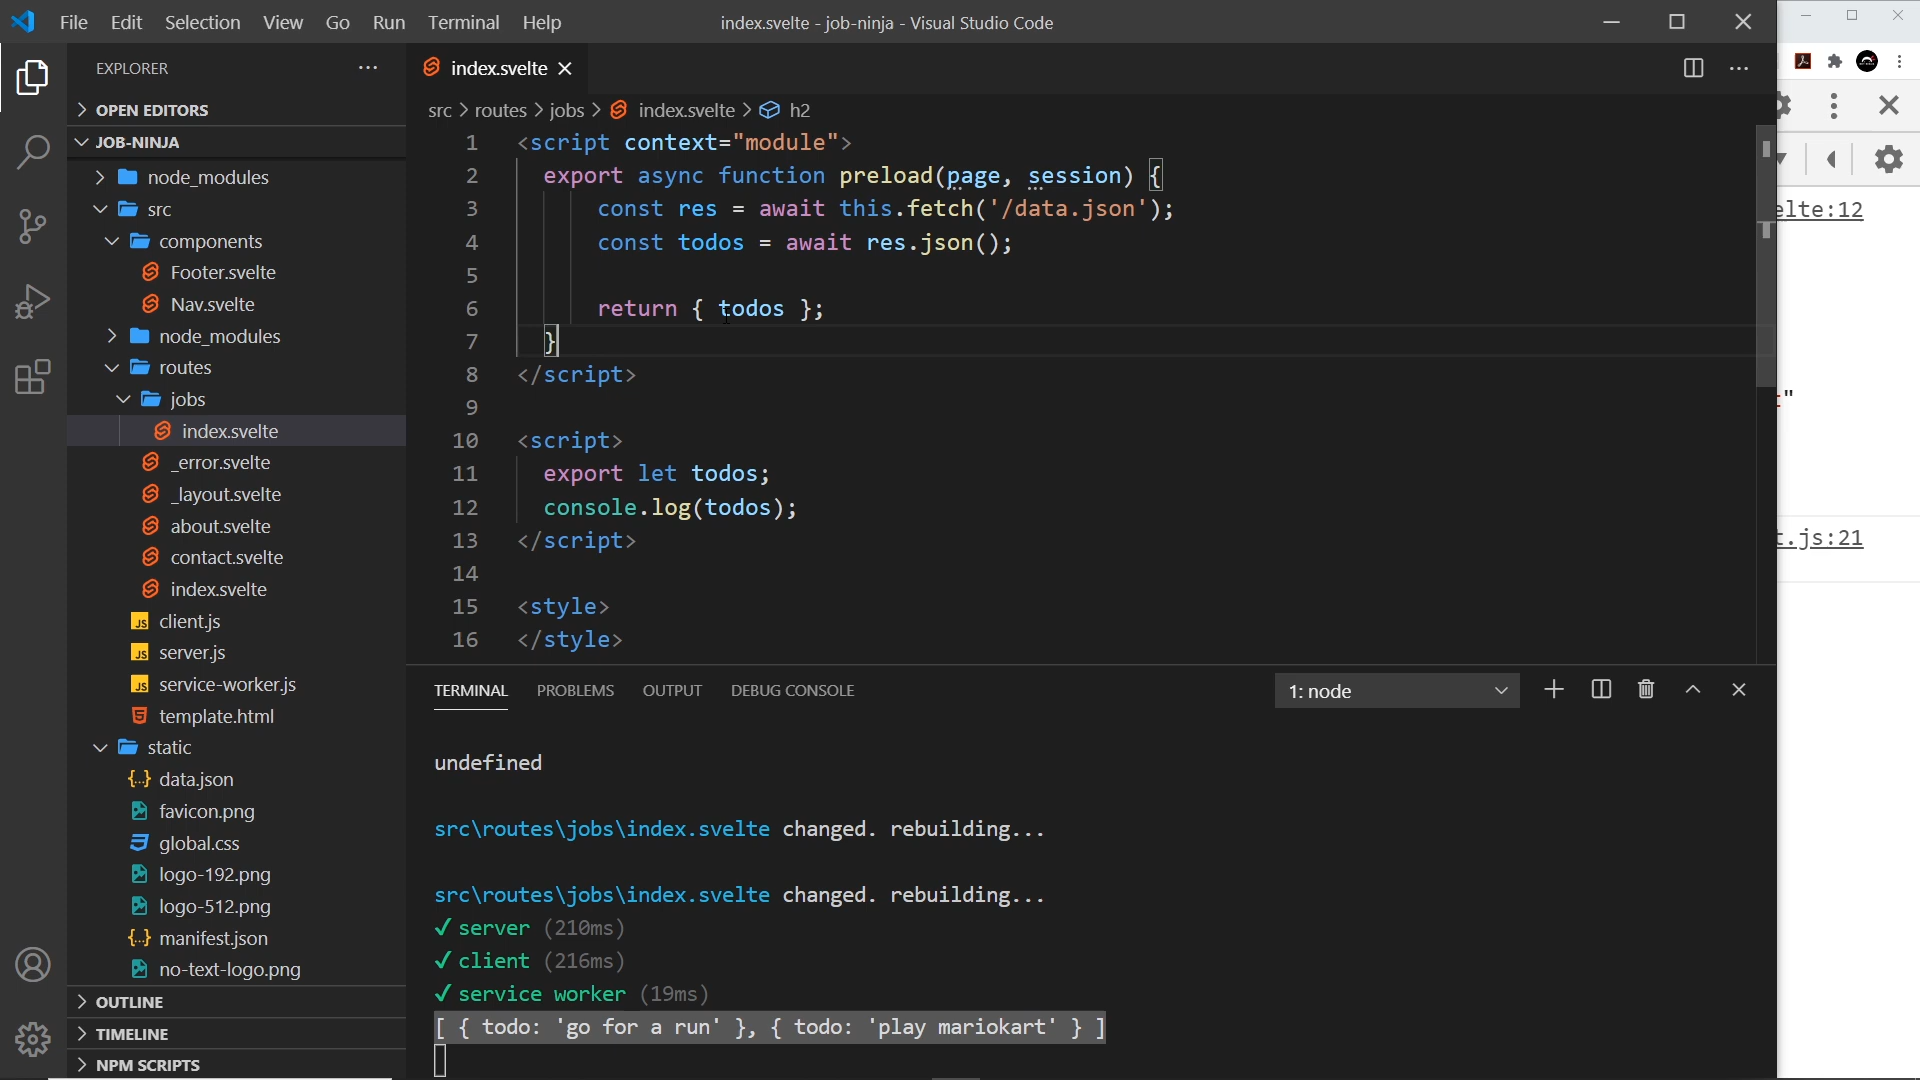 File Edit Selection View Go Run Terminal Help
index.svelte - job-ninja - Visual Studio Code
EXPLORER
OPEN EDITORS
JOB-NINJA
node_modules
src
components
Footer.svelte
Nav.svelte
node_modules
routes
jobs
index.svelte
_error.svelte
_layout.svelte
about.svelte
contact.svelte
index.svelte
JS client.js
JS server.js
JS service-worker.js
template.html
static
{..} data.json
favicon.png
global.css
logo-192.png
logo-512.png
{..} manifest.json
no-text-logo.png
OUTLINE
TIMELINE
NPM SCRIPTS
index.svelte
src > routes > jobs > index.svelte > h2
1 <script context="module">
2 export async function preload(page, session) {
3 const res = await this.fetch('/data.json');
4 const todos = await res.json();
5
6 return { todos };
7 }
8 </script>
9
10 <script>
11 export let todos;
12 console.log(todos);
13 </script>
14
15 <style>
16 </style>
TERMINAL PROBLEMS OUTPUT DEBUG CONSOLE
1: node
undefined
src\routes\jobs\index.svelte changed. rebuilding...
src\routes\jobs\index.svelte changed. rebuilding...
✓ server (210ms)
✓ client (216ms)
✓ service worker (19ms)
[ { todo: 'go for a run' }, { todo: 'play mariokart' } ]
elte:12
t.js:21